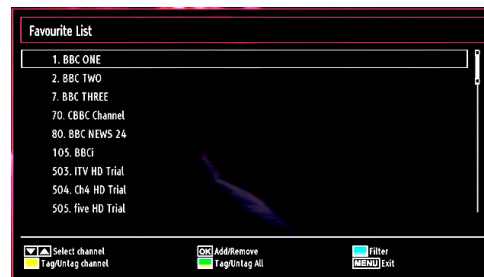 Favourite List
1. BBC ONE
2. BBC TWO
7. BBC THREE
70. CBBC Channel
80. BBC NEWS 24
105. BBCi
503. ITV HD Trial
504. Ch4 HD Trial
505. five HD Trial
Select channel OK Add/Remove Filter
Tag/Untag channel Tag/Untag All MENU Exit